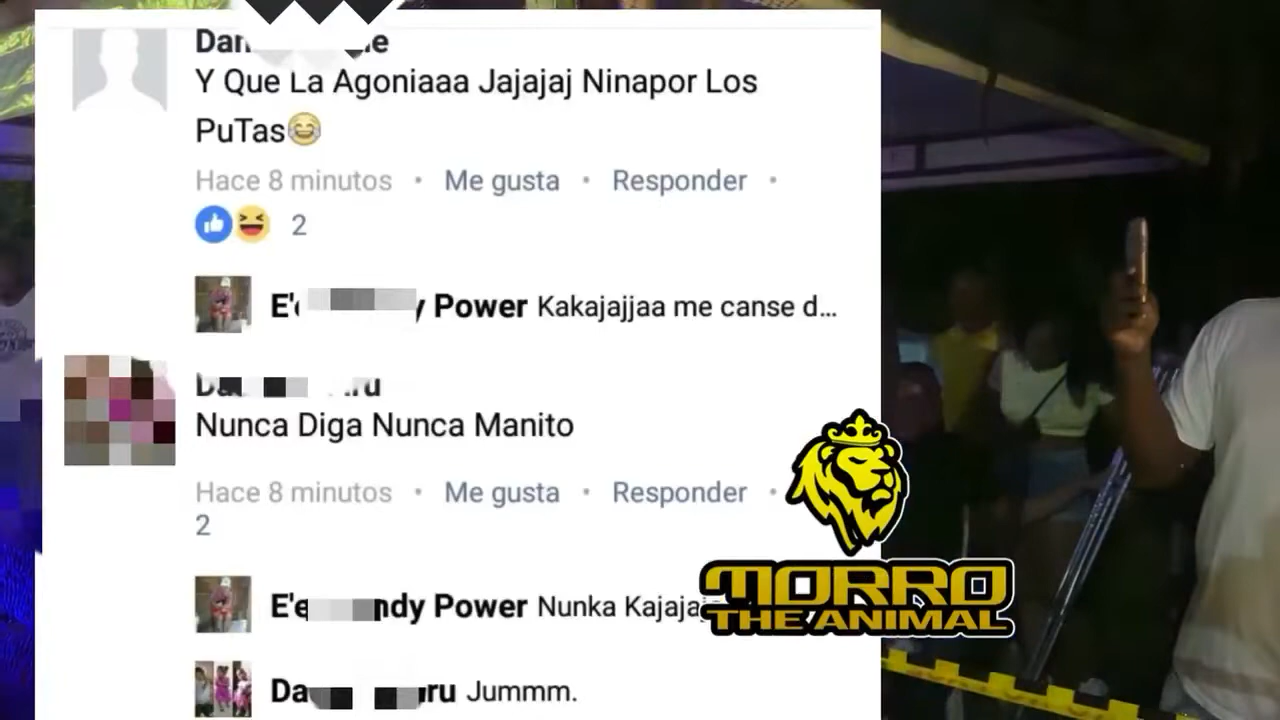 Y Que La Agoniaaa Jajajaj Ninapor Los
PuTas😂
Hace 8 minutos • Me gusta • Responder •
2
Power Kakajajjaa me canse d...
Nunca Diga Nunca Manito
Hace 8 minutos • Me gusta • Responder •
2
Power Nunka Kajajaj
Jummm.
MORRO
THE ANIMAL